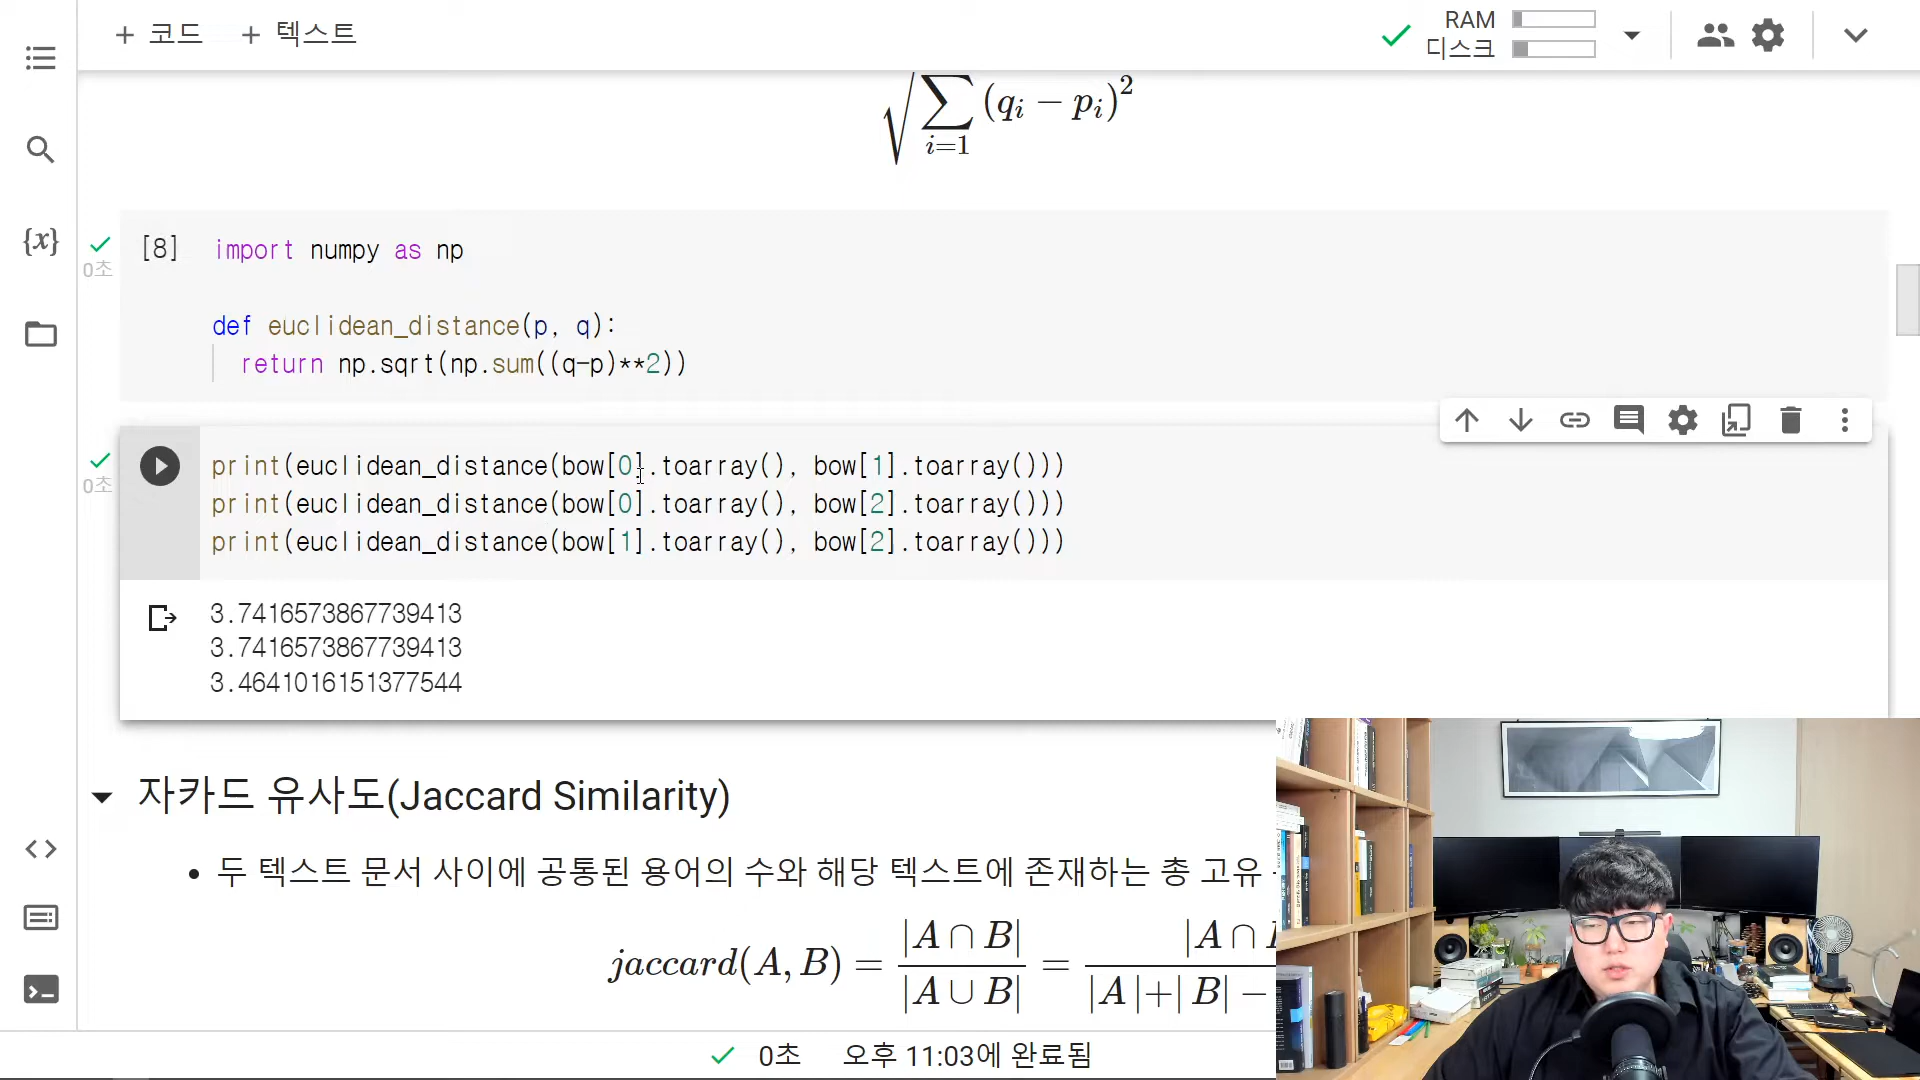 + 코드 + 텍스트
RAM
디스크
√∑ᵢ₌₁ (qᵢ − pᵢ)²
{x}
0초
[8] import numpy as np
def euclidean_distance(p, q):
return np.sqrt(np.sum((q-p)**2))
0초
print(euclidean_distance(bow[0].toarray(), bow[1].toarray()))
print(euclidean_distance(bow[0].toarray(), bow[2].toarray()))
print(euclidean_distance(bow[1].toarray(), bow[2].toarray()))
3.7416573867739413
3.7416573867739413
3.4641016151377544
자카드 유사도(Jaccard Similarity)
• 두 텍스트 문서 사이에 공통된 용어의 수와 해당 텍스트에 존재하는 총 고유
jaccard(A, B) = |A ∩ B| / |A ∪ B| = |A ∩ / |A|+|B|−
0초 오후 11:03에 완료됨